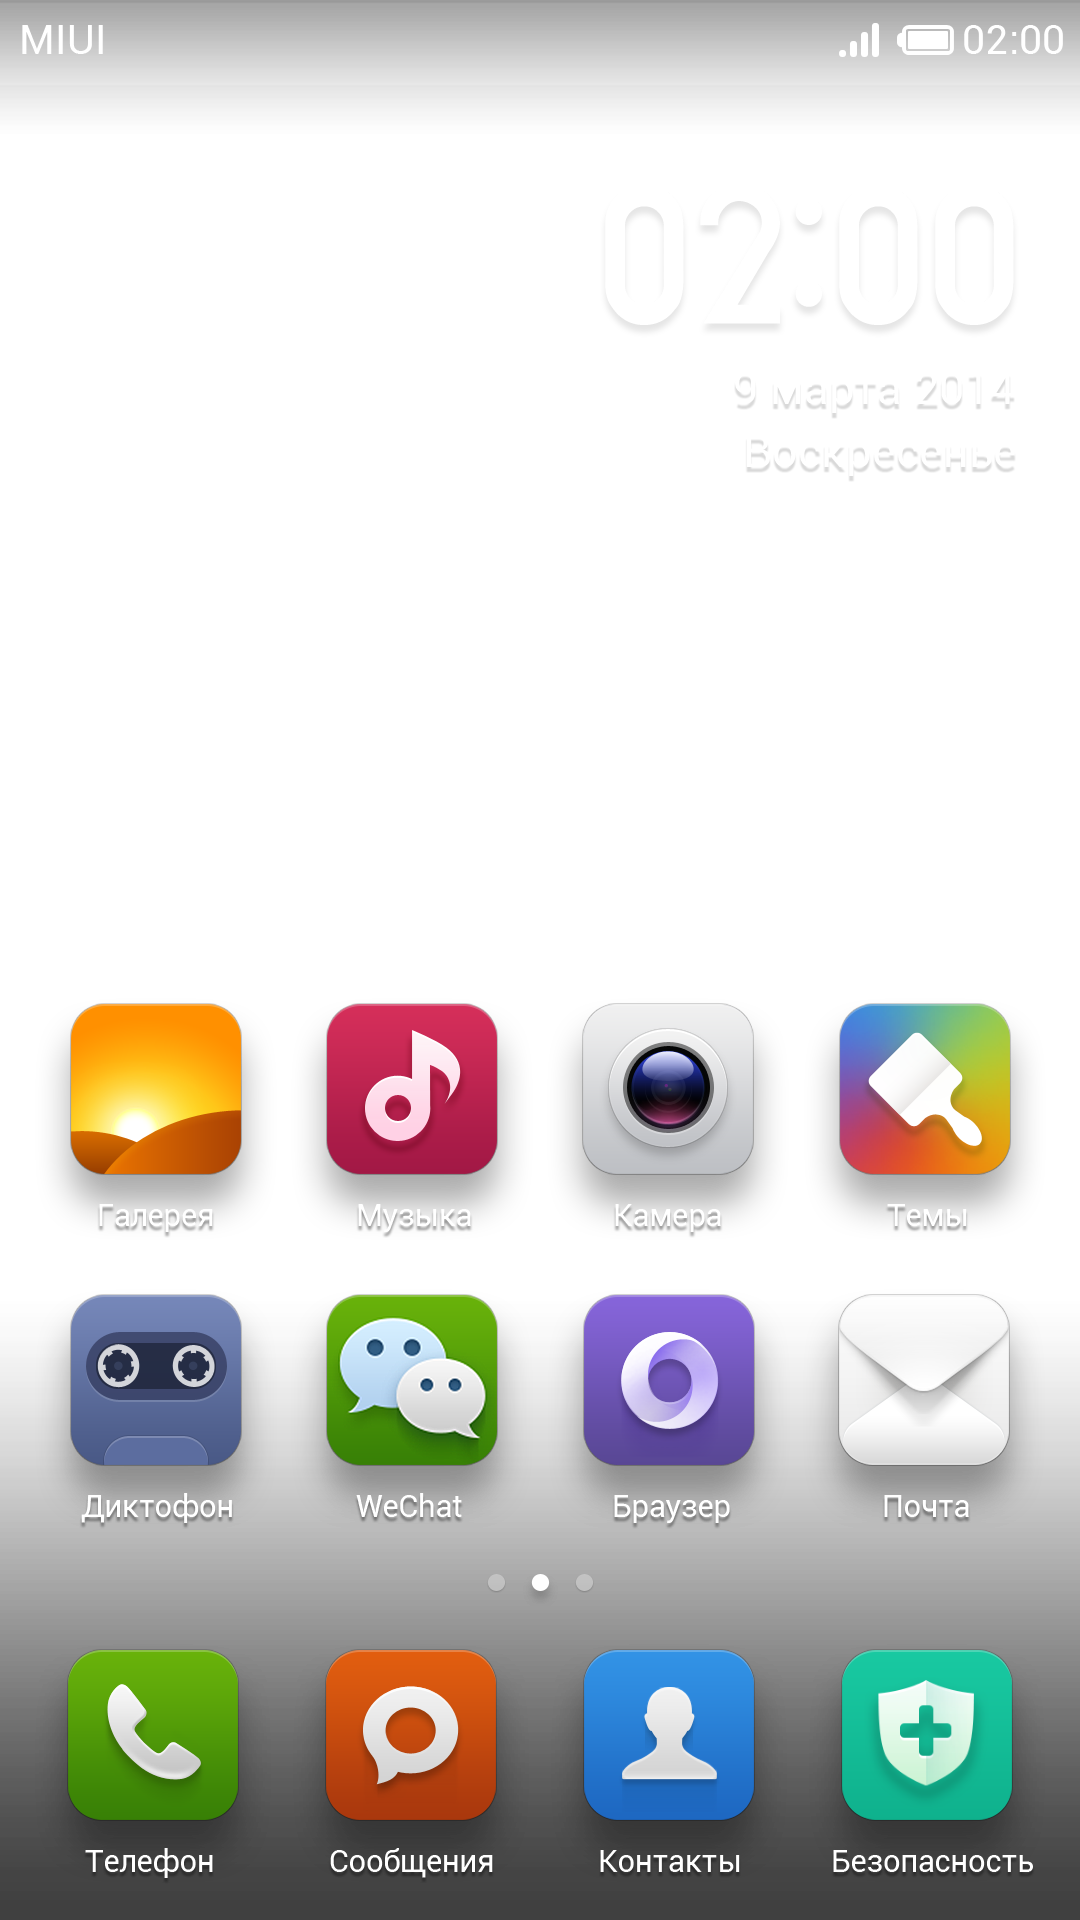 MIUI 02:00
02:00
9 марта 2014
Воскресенье
Галерея Музыка Камера Темы
Диктофон WeChat Браузер Почта
Телефон Сообщения Контакты Безопасность